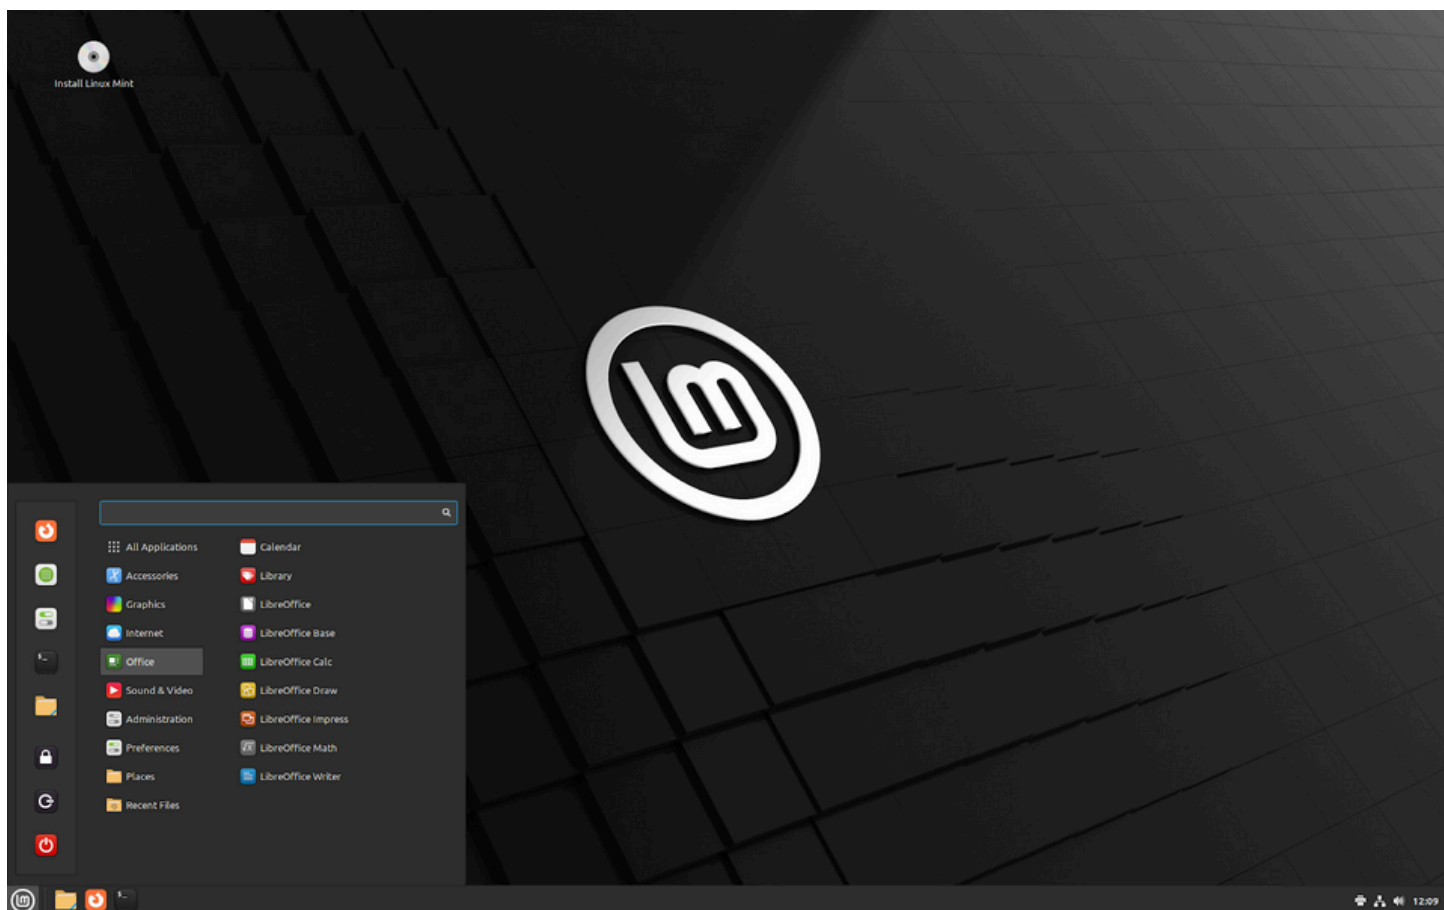 Install Linux Mint
All Applications
Accessories
Graphics
Internet
Office
Sound & Video
Administration
Preferences
Places
Recent Files
Calendar
Library
LibreOffice
LibreOffice Base
LibreOffice Calc
LibreOffice Draw
LibreOffice Impress
LibreOffice Math
LibreOffice Writer
12:09